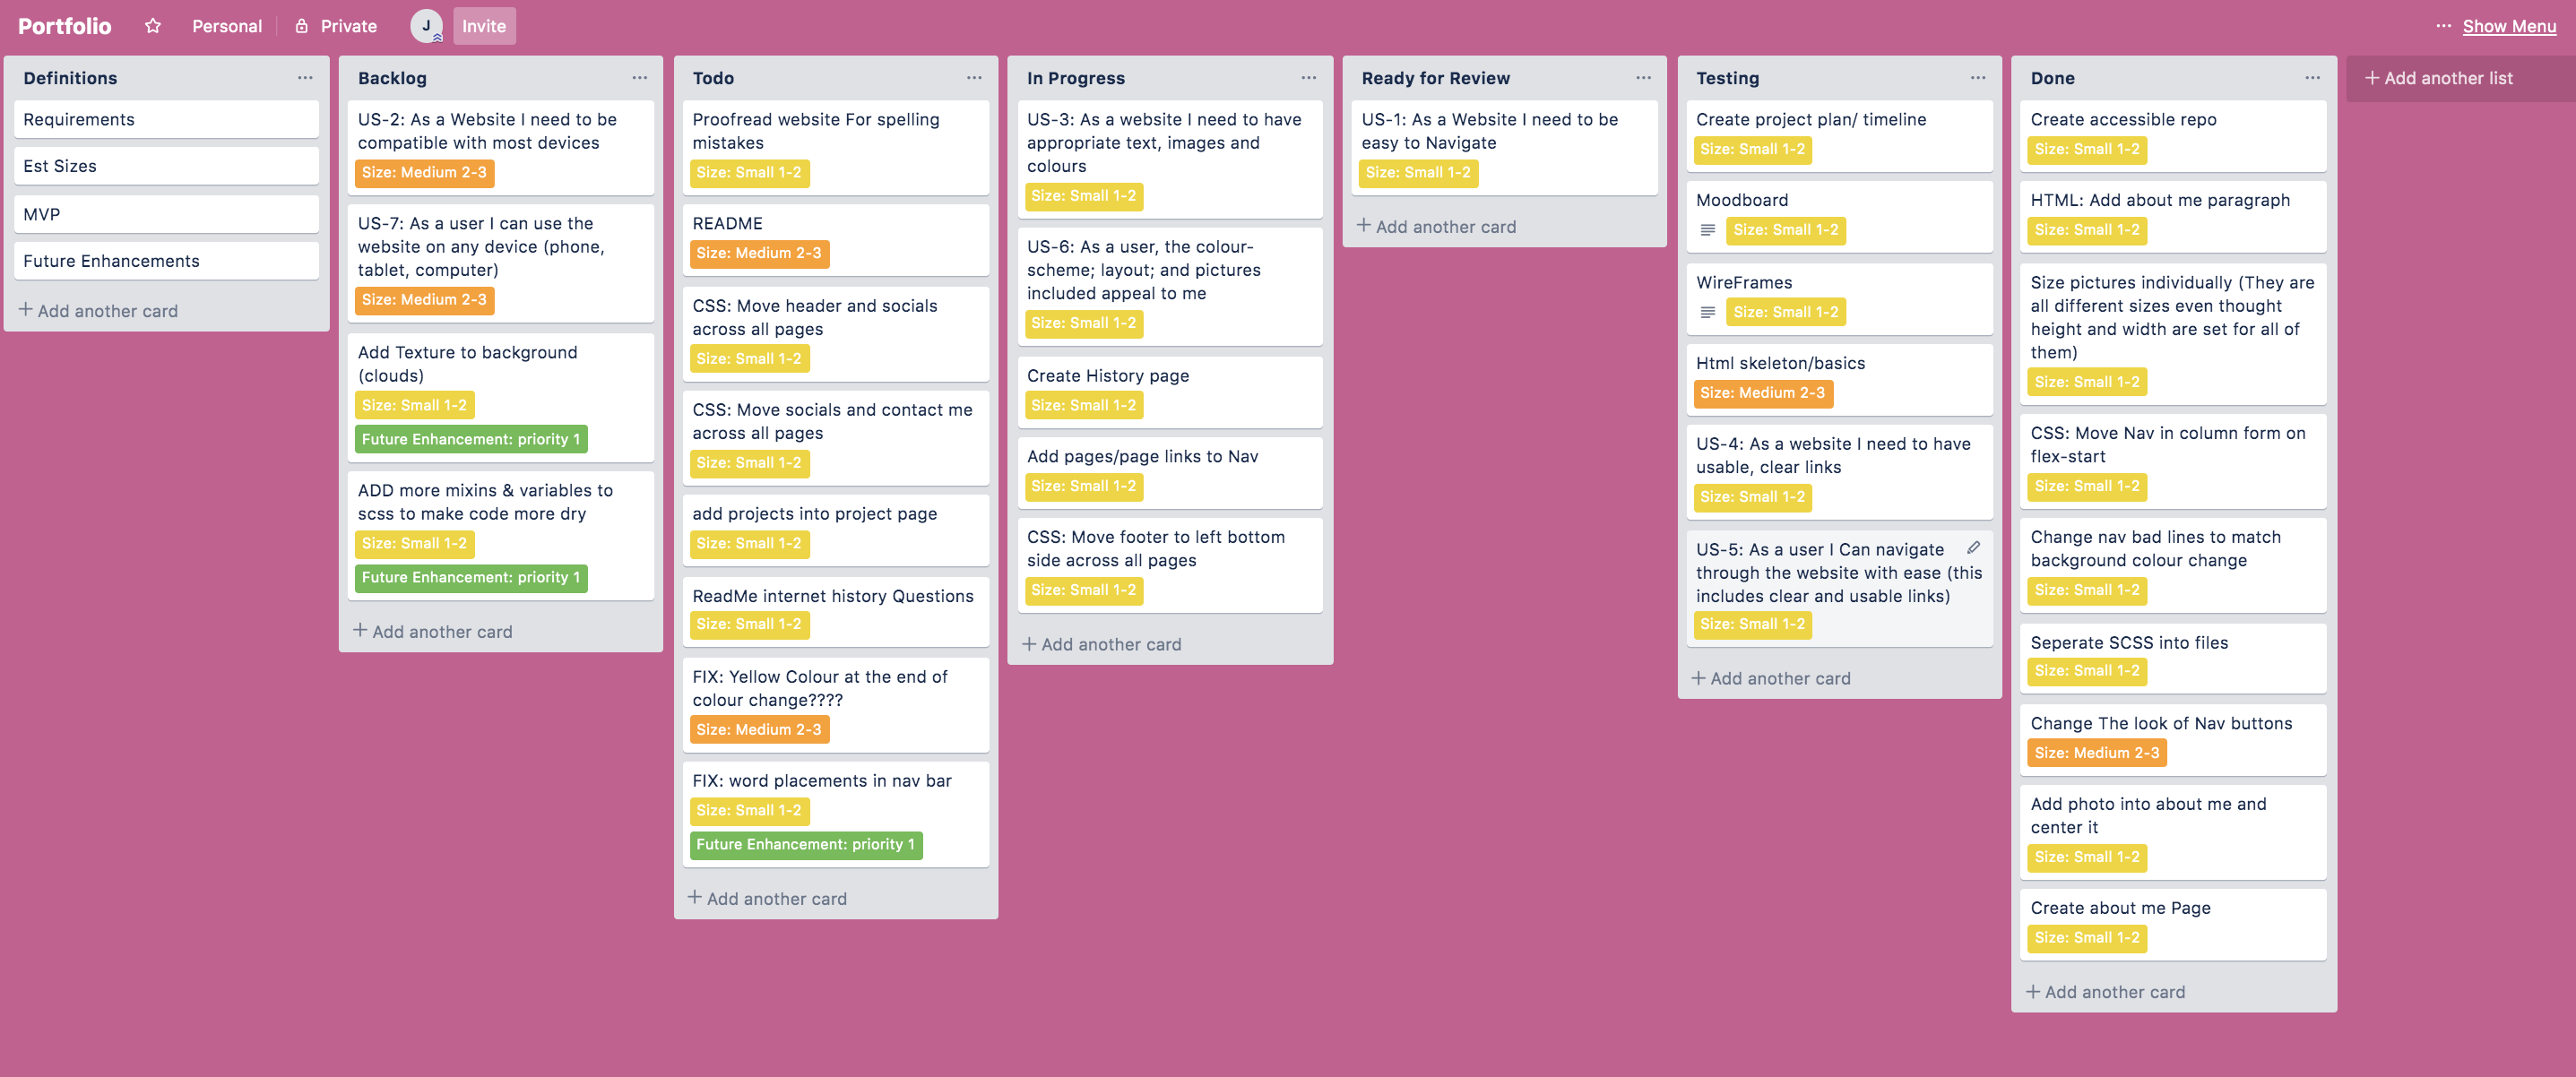 Portfolio
Personal
Private
J
Invite
··· Show Menu
Definitions
Requirements
Est Sizes
MVP
Future Enhancements
+ Add another card
Backlog
US-2: As a Website I need to be
compatible with most devices
Size: Medium 2-3
US-7: As a user I can use the
website on any device (phone,
tablet, computer)
Size: Medium 2-3
Add Texture to background
(clouds)
Size: Small 1-2
Future Enhancement: priority 1
ADD more mixins & variables to
scss to make code more dry
Size: Small 1-2
Future Enhancement: priority 1
+ Add another card
Todo
Proofread website For spelling
mistakes
Size: Small 1-2
README
Size: Medium 2-3
CSS: Move header and socials
across all pages
Size: Small 1-2
CSS: Move socials and contact me
across all pages
Size: Small 1-2
add projects into project page
Size: Small 1-2
ReadMe internet history Questions
Size: Small 1-2
FIX: Yellow Colour at the end of
colour change????
Size: Medium 2-3
FIX: word placements in nav bar
Size: Small 1-2
Future Enhancement: priority 1
+ Add another card
In Progress
US-3: As a website I need to have
appropriate text, images and
colours
Size: Small 1-2
US-6: As a user, the colour-
scheme; layout; and pictures
included appeal to me
Size: Small 1-2
Create History page
Size: Small 1-2
Add pages/page links to Nav
Size: Small 1-2
CSS: Move footer to left bottom
side across all pages
Size: Small 1-2
+ Add another card
Ready for Review
US-1: As a Website I need to be
easy to Navigate
Size: Small 1-2
+ Add another card
Testing
Create project plan/ timeline
Size: Small 1-2
Moodboard
Size: Small 1-2
WireFrames
Size: Small 1-2
Html skeleton/basics
Size: Medium 2-3
US-4: As a website I need to have
usable, clear links
Size: Small 1-2
US-5: As a user I Can navigate
through the website with ease (this
includes clear and usable links)
Size: Small 1-2
+ Add another card
Done
Create accessible repo
Size: Small 1-2
HTML: Add about me paragraph
Size: Small 1-2
Size pictures individually (They are
all different sizes even thought
height and width are set for all of
them)
Size: Small 1-2
CSS: Move Nav in column form on
flex-start
Size: Small 1-2
Change nav bad lines to match
background colour change
Size: Small 1-2
Seperate SCSS into files
Size: Small 1-2
Change The look of Nav buttons
Size: Medium 2-3
Add photo into about me and
center it
Size: Small 1-2
Create about me Page
Size: Small 1-2
+ Add another card
+ Add another list